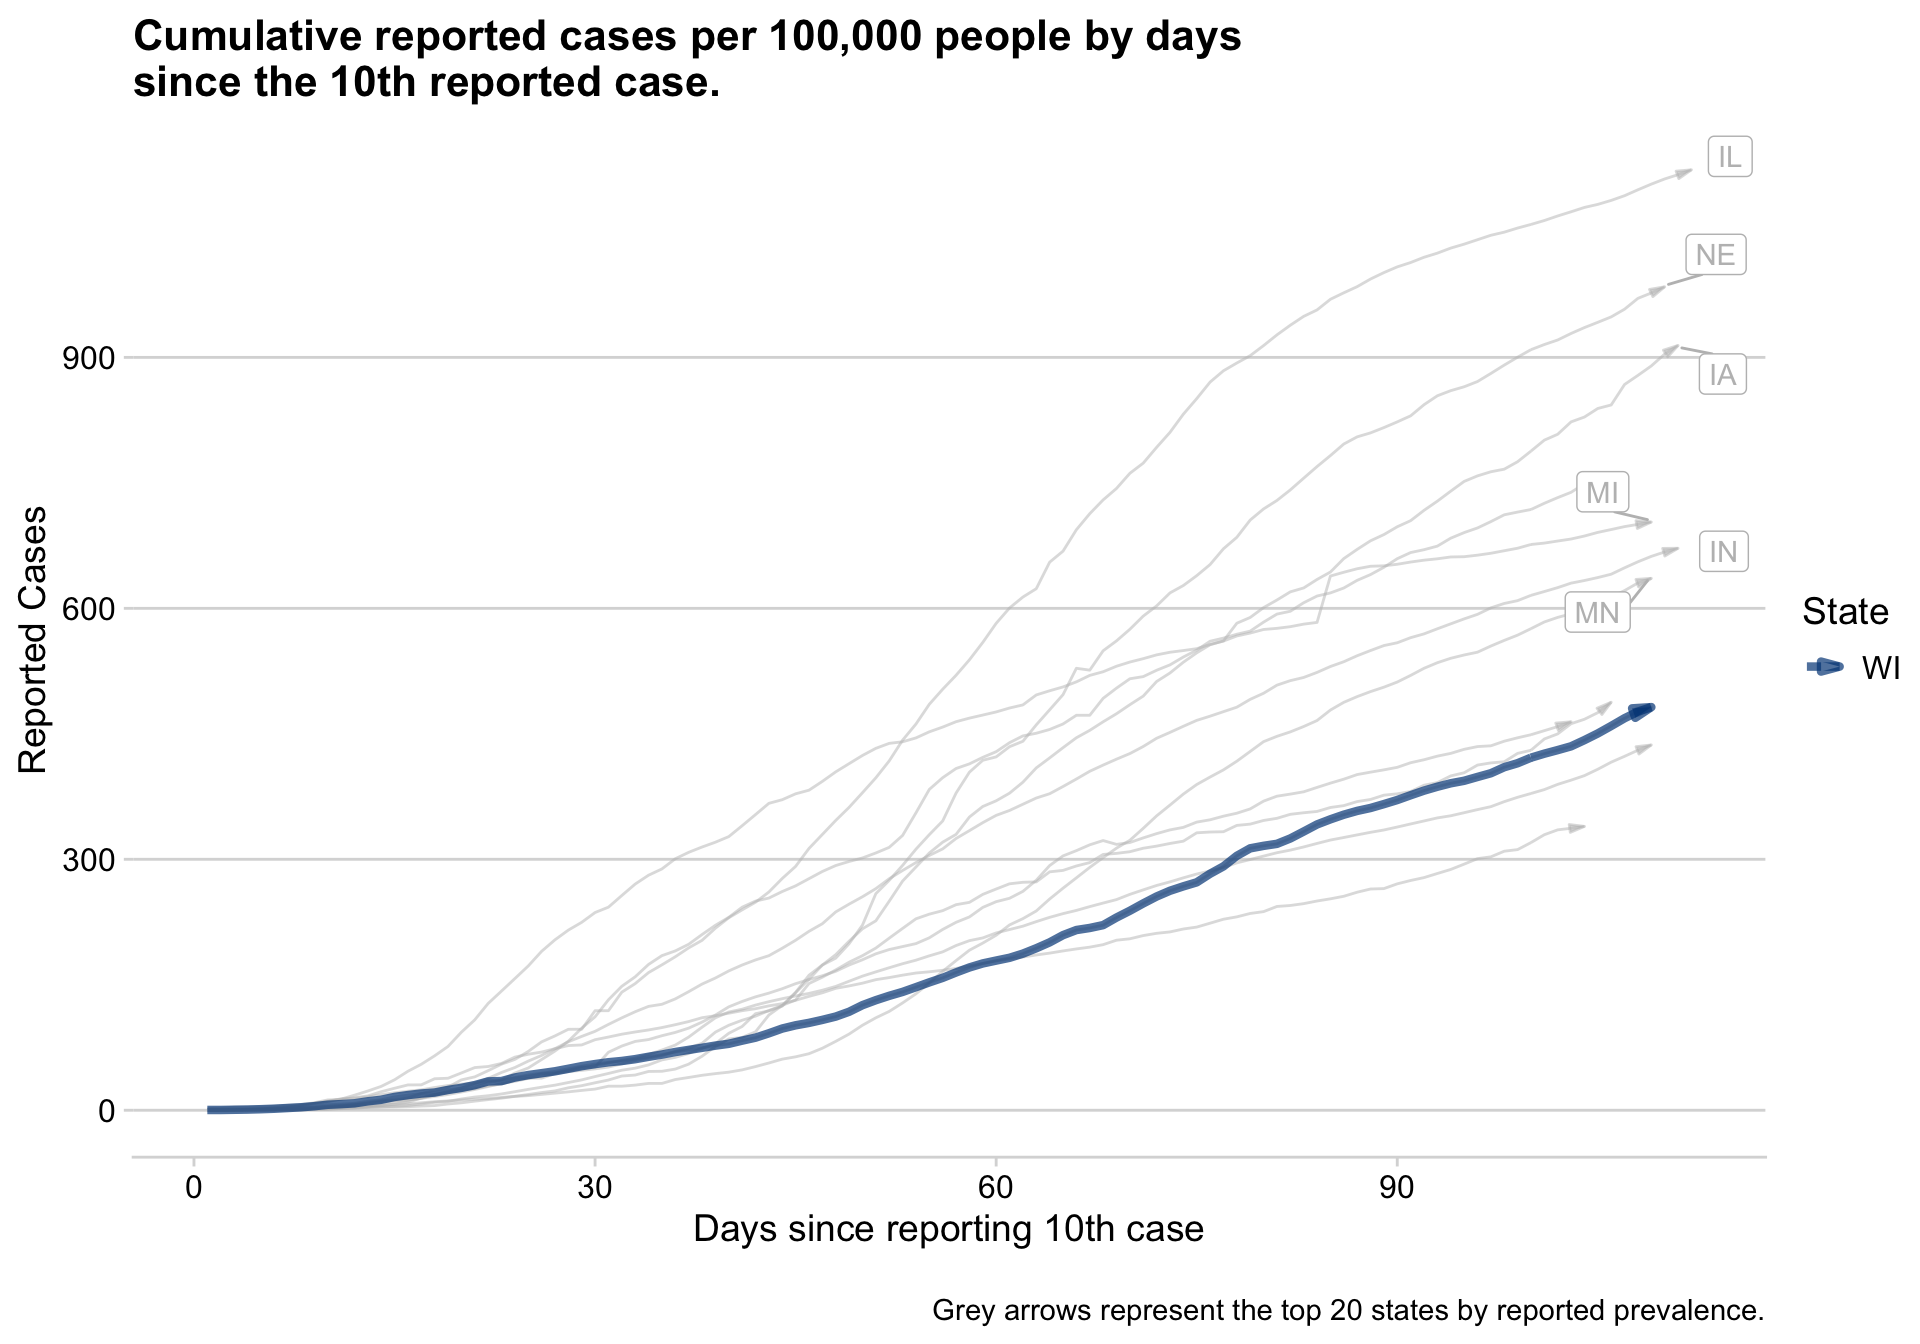 Cumulative reported cases per 100,000 people by days
since the 10th reported case.
IL
NE
900
IA
MI
IN
600
MN
State
WI
Reported Cases
300
0
0 30 60 90
Days since reporting 10th case
Grey arrows represent the top 20 states by reported prevalence.